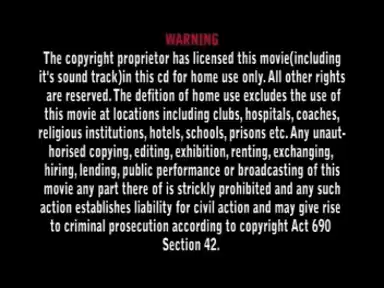 WARNING
The copyright proprietor has licensed this movie(including
it's sound track)in this cd for home use only. All other rights
are reserved. The defition of home use excludes the use of
this movie at locations including clubs, hospitals, coaches,
religious institutions, hotels, schools, prisons etc. Any unaut-
horised copying, editing, exhibition, renting, exchanging,
hiring, lending, public performance or broadcasting of this
movie any part there of is strickly prohibited and any such
action establishes liability for civil action and may give rise
to criminal prosecution according to copyright Act 690
Section 42.